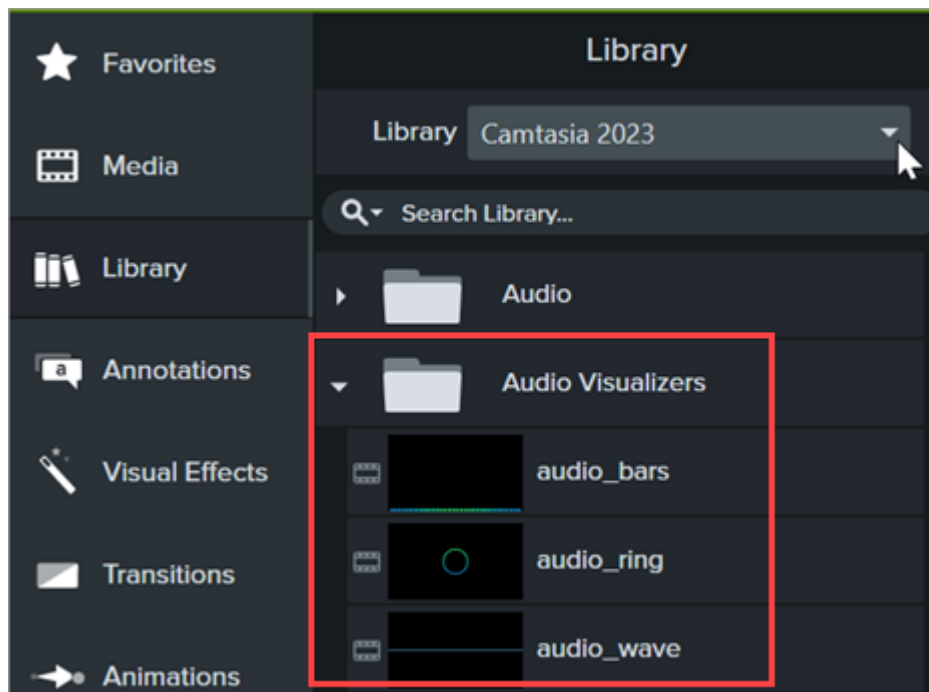 Favorites
Media
Library
Annotations
Visual Effects
Transitions
Animations
Library
Library Camtasia 2023
Search Library...
Audio
Audio Visualizers
audio_bars
audio_ring
audio_wave